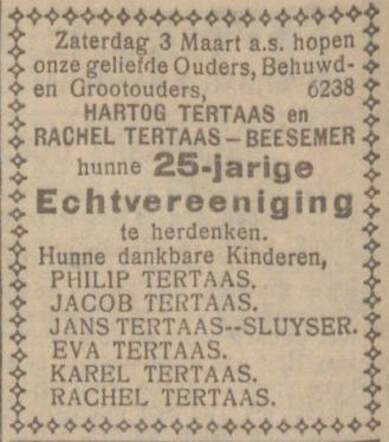 Zaterdag 3 Maart a.s. hopen
onze geliefde Ouders, Behuwd-
en Grootouders, 6238
HARTOG TERTAAS en
RACHEL TERTAAS – BEESEMER
hunne 25-jarige
Echtvereeniging
te herdenken.
Hunne dankbare Kinderen,
PHILIP TERTAAS.
JACOB TERTAAS.
JANS TERTAAS--SLUYSER.
EVA TERTAAS.
KAREL TERTAAS.
RACHEL TERTAAS.